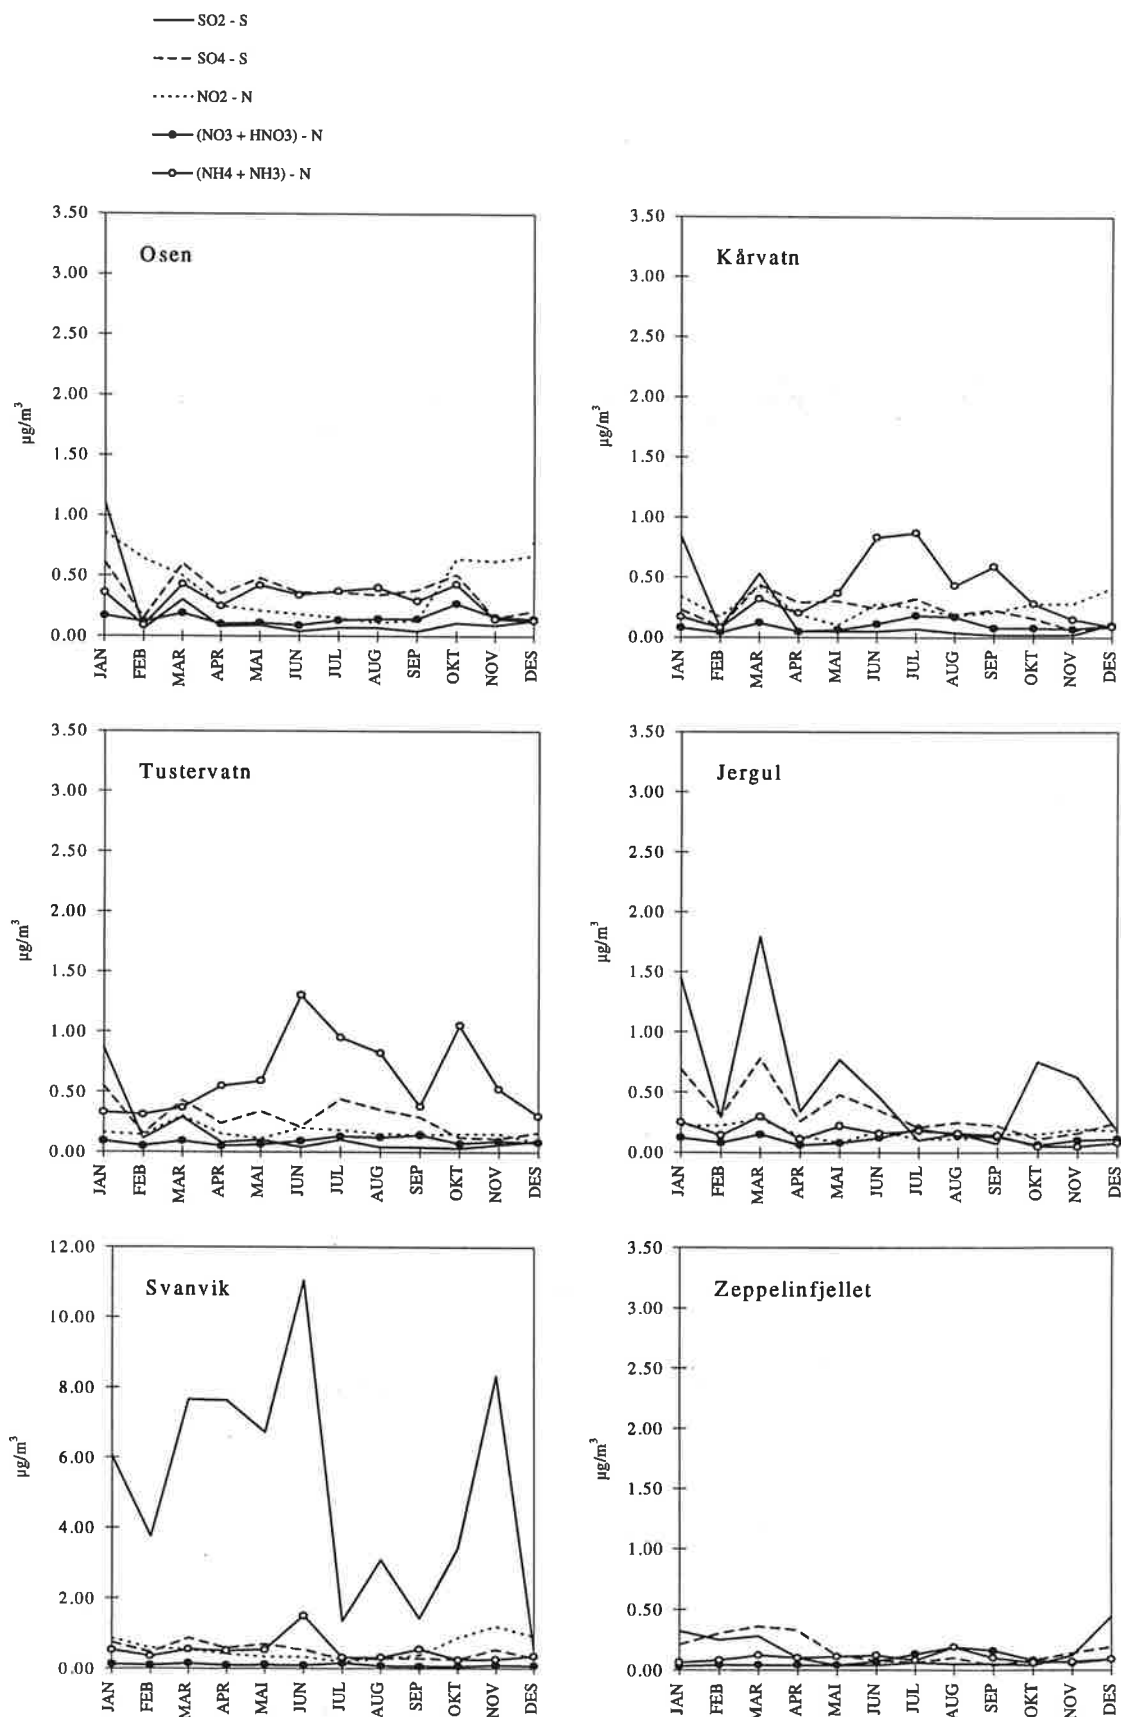 SO2 - S
SO4 - S
NO2 - N
(NO3 + HNO3) - N
(NH4 + NH3) - N
Osen
3.50
3.00
2.50
2.00
1.50
1.00
0.50
0.00
µg/m³
JAN FEB MAR APR MAI JUN JUL AUG SEP OKT NOV DES
Kårvatn
3.50
3.00
2.50
2.00
1.50
1.00
0.50
0.00
µg/m³
JAN FEB MAR APR MAI JUN JUL AUG SEP OKT NOV DES
Tustervatn
3.50
3.00
2.50
2.00
1.50
1.00
0.50
0.00
µg/m³
JAN FEB MAR APR MAI JUN JUL AUG SEP OKT NOV DES
Jergul
3.50
3.00
2.50
2.00
1.50
1.00
0.50
0.00
µg/m³
JAN FEB MAR APR MAI JUN JUL AUG SEP OKT NOV DES
Svanvik
12.00
10.00
8.00
6.00
4.00
2.00
0.00
µg/m³
JAN FEB MAR APR MAI JUN JUL AUG SEP OKT NOV DES
Zeppelinfjellet
3.50
3.00
2.50
2.00
1.50
1.00
0.50
0.00
µg/m³
JAN FEB MAR APR MAI JUN JUL AUG SEP OKT NOV DES